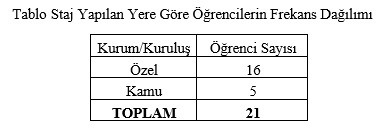 Tablo Staj Yapılan Yere Göre Öğrencilerin Frekans Dağılımı
Kurum/Kuruluş Öğrenci Sayısı
Özel 16
Kamu 5
TOPLAM 21